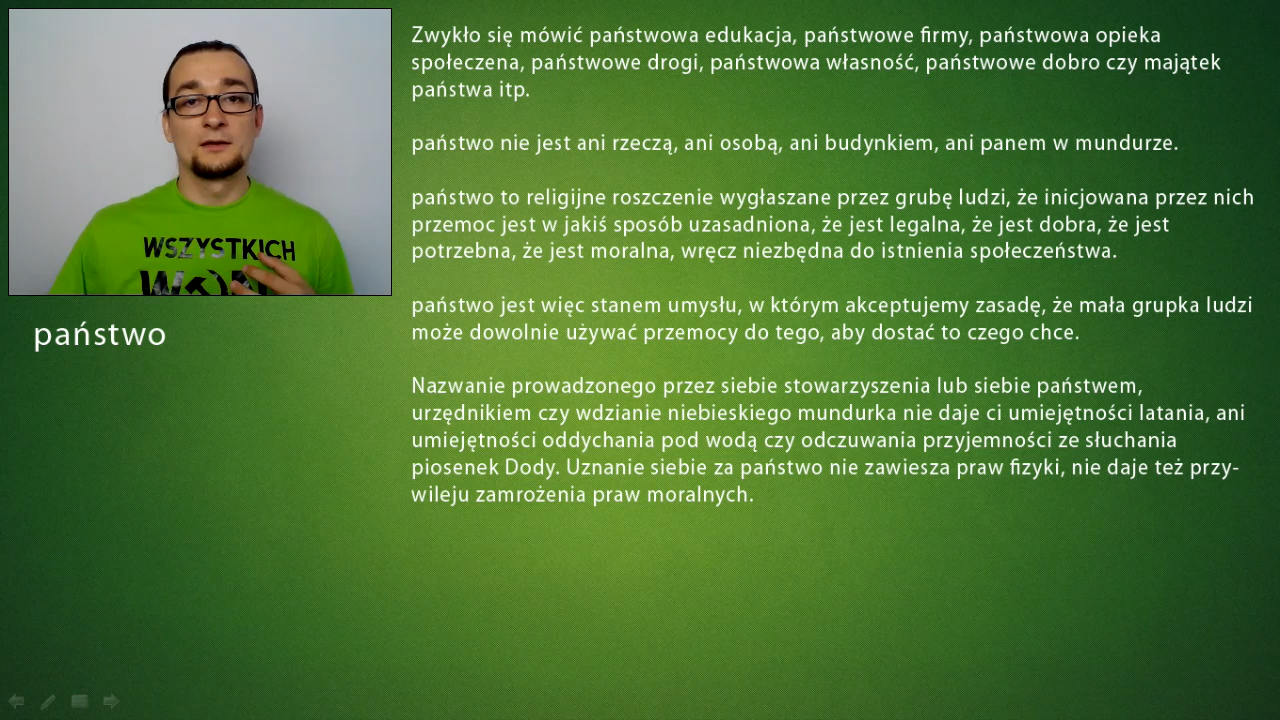 Zwykło się mówić państwowa edukacja, państwowe firmy, państwowa opieka
społeczena, państwowe drogi, państwowa własność, państwowe dobro czy majątek
państwa itp.
państwo nie jest ani rzeczą, ani osobą, ani budynkiem, ani panem w mundurze.
państwo to religijne roszczenie wygłaszane przez grubę ludzi, że inicjowana przez nich
przemoc jest w jakiś sposób uzasadniona, że jest legalna, że jest dobra, że jest
potrzebna, że jest moralna, wręcz niezbędna do istnienia społeczeństwa.
państwo jest więc stanem umysłu, w którym akceptujemy zasadę, że mała grupka ludzi
może dowolnie używać przemocy do tego, aby dostać to czego chce.
Nazwanie prowadzonego przez siebie stowarzyszenia lub siebie państwem,
urzędnikiem czy wdzianie niebieskiego mundurka nie daje ci umiejętności latania, ani
umiejętności oddychania pod wodą czy odczuwania przyjemności ze słuchania
piosenek Dody. Uznanie siebie za państwo nie zawiesza praw fizyki, nie daje też przy-
wileju zamrożenia praw moralnych.
WSZYSTKICH
państwo